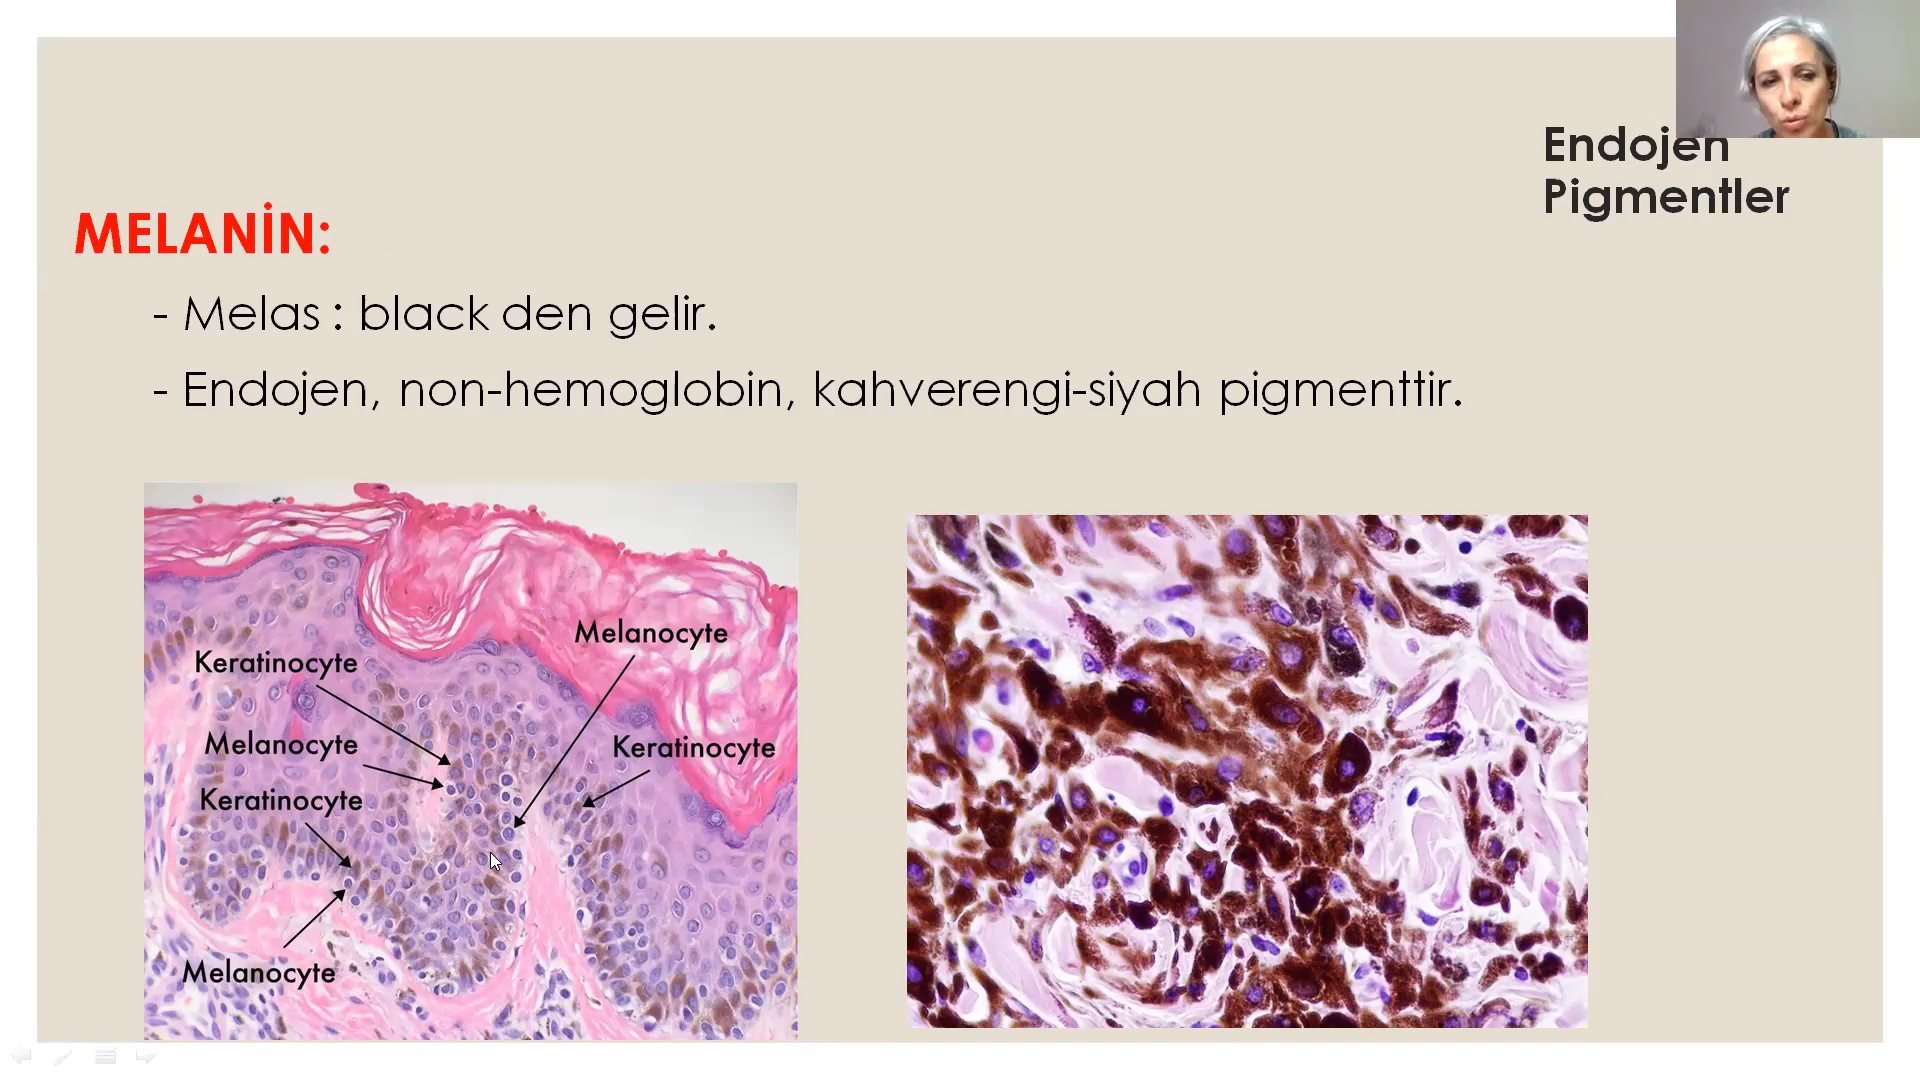 Endojen
Pigmentler
MELANİN:
- Melas : black den gelir.
- Endojen, non-hemoglobin, kahverengi-siyah pigmenttir.
Melanocyte
Keratinocyte
Melanocyte
Keratinocyte
Keratinocyte
Melanocyte